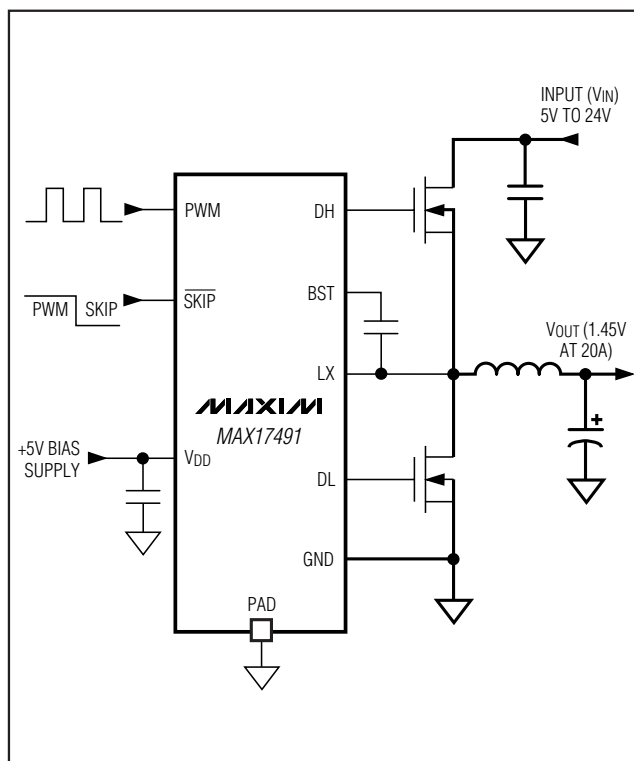 INPUT (VIN)
5V TO 24V
PWM
DH
BST
SKIP
PWM
SKIP
LX
VOUT (1.45V
AT 20A)
MAXIM
MAX17491
+5V BIAS
SUPPLY
VDD
DL
GND
PAD
+